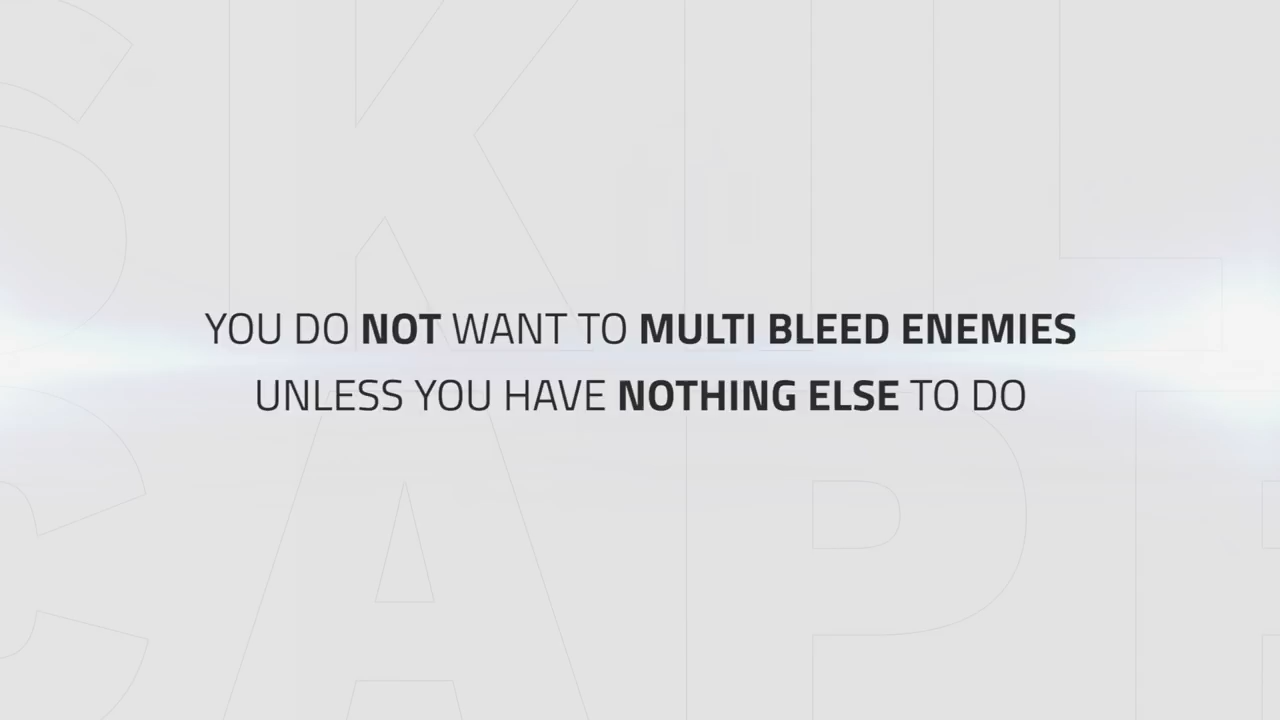 YOU DO NOT WANT TO MULTI BLEED ENEMIES
UNLESS YOU HAVE NOTHING ELSE TO DO